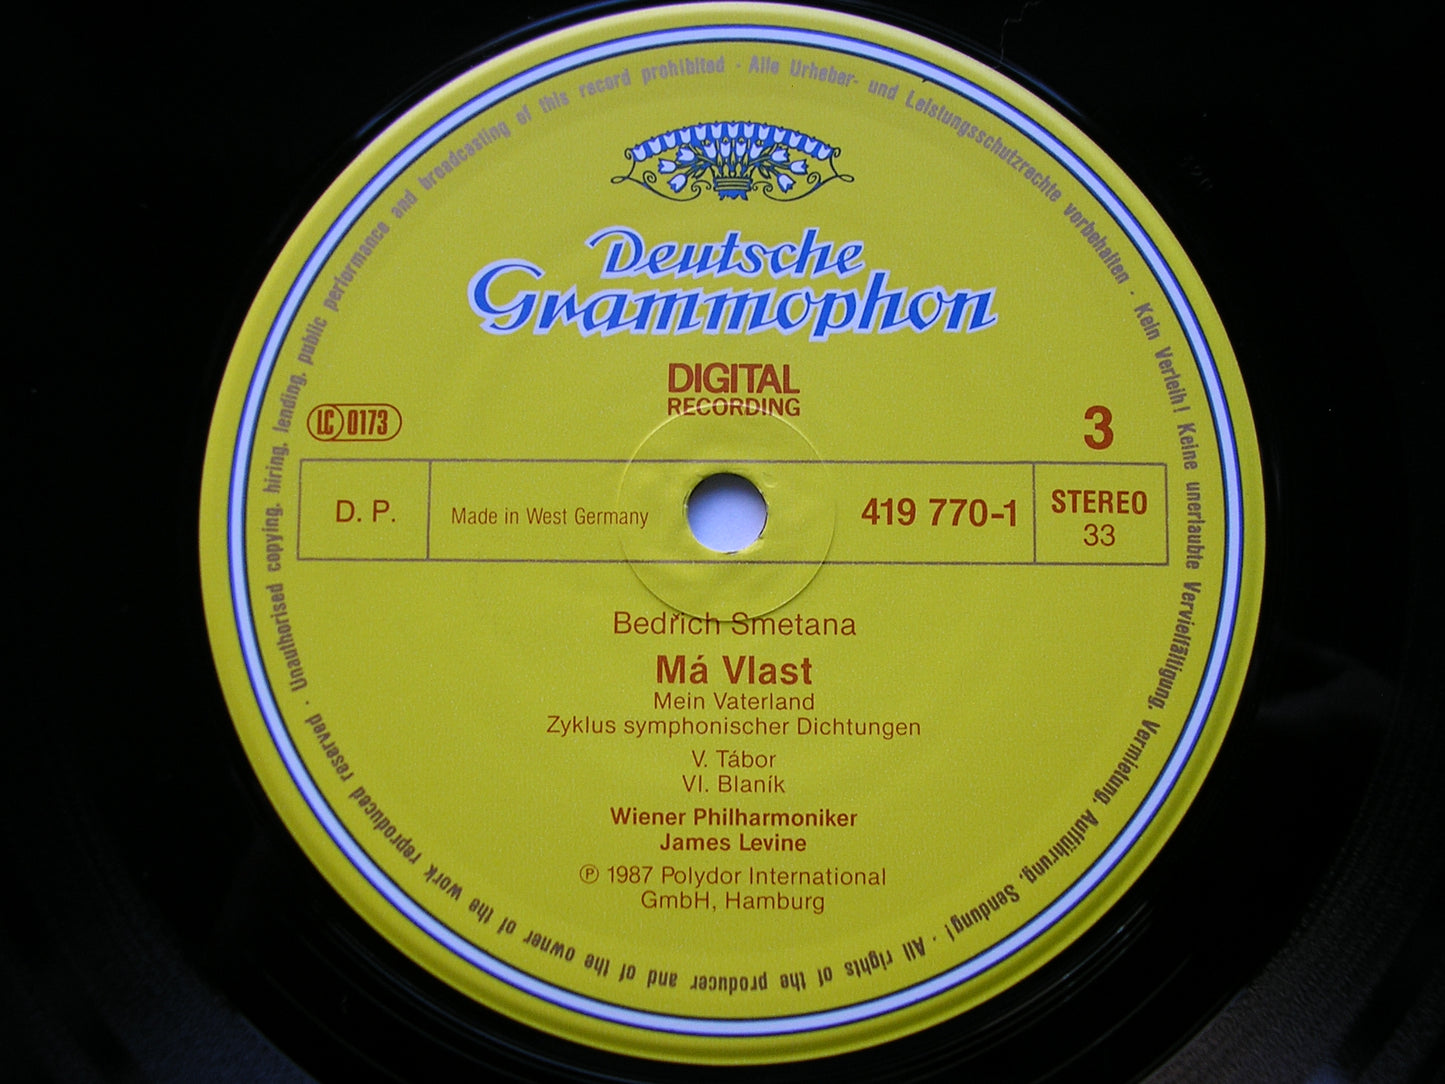 Alle Urheber- und Leistungsschutzrechte vorbehalten · Kein Verleih! Keine unerlaubte Vervielfältigung, Vermietung, Aufführung, Sendung! · All rights of the producer and of the owner of the work reproduced reserved · Unauthorised copying, hiring, lending, public performance and broadcasting of this record prohibited ·
Deutsche
Grammophon
DIGITAL
RECORDING
LC 0173
3
D. P.
Made in West Germany
419 770-1
STEREO
33
Bedřich Smetana
Má Vlast
Mein Vaterland
Zyklus symphonischer Dichtungen
V. Tábor
VI. Blaník
Wiener Philharmoniker
James Levine
℗ 1987 Polydor International
GmbH, Hamburg